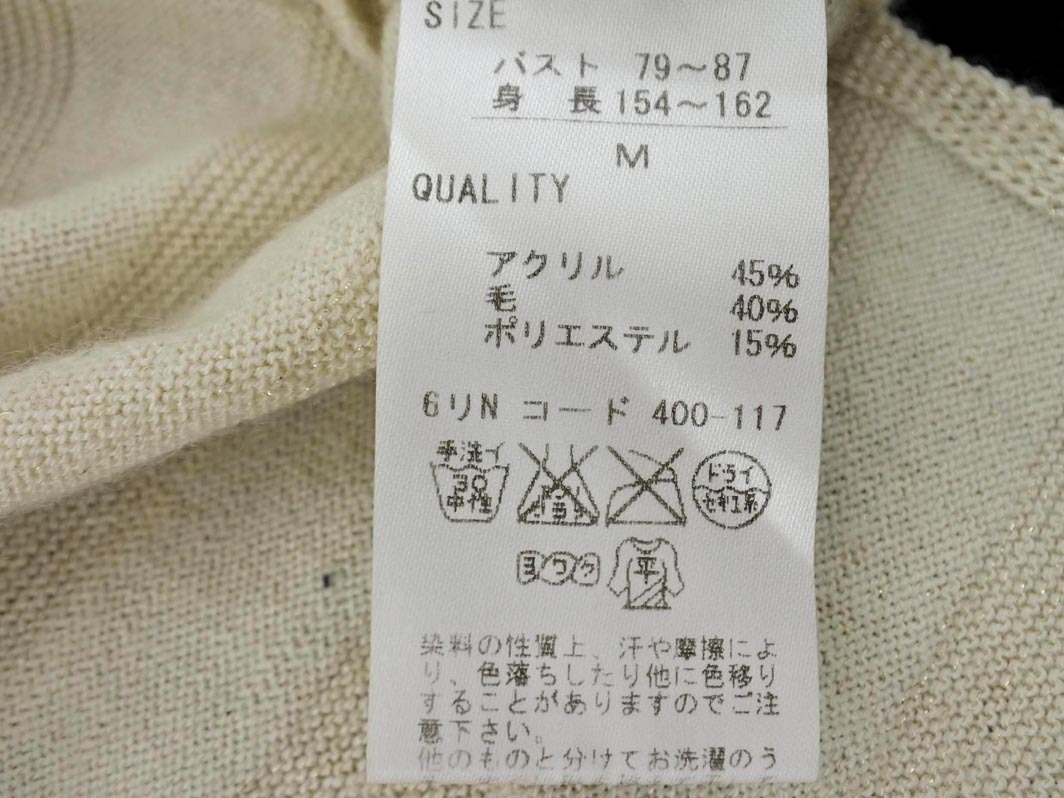 SIZE
バスト 79～87
身 長 154～162
M
QUALITY
アクリル 45%
毛 40%
ポリエステル 15%
6リN コード 400-117
手洗イ
30
中性
ドライ
セキユ系
ヨワク
平
染料の性質上、汗や摩擦によ
り、色落ちしたり他に色移り
することがありますのでご注
意下さい。
他のものと分けてお洗濯のう